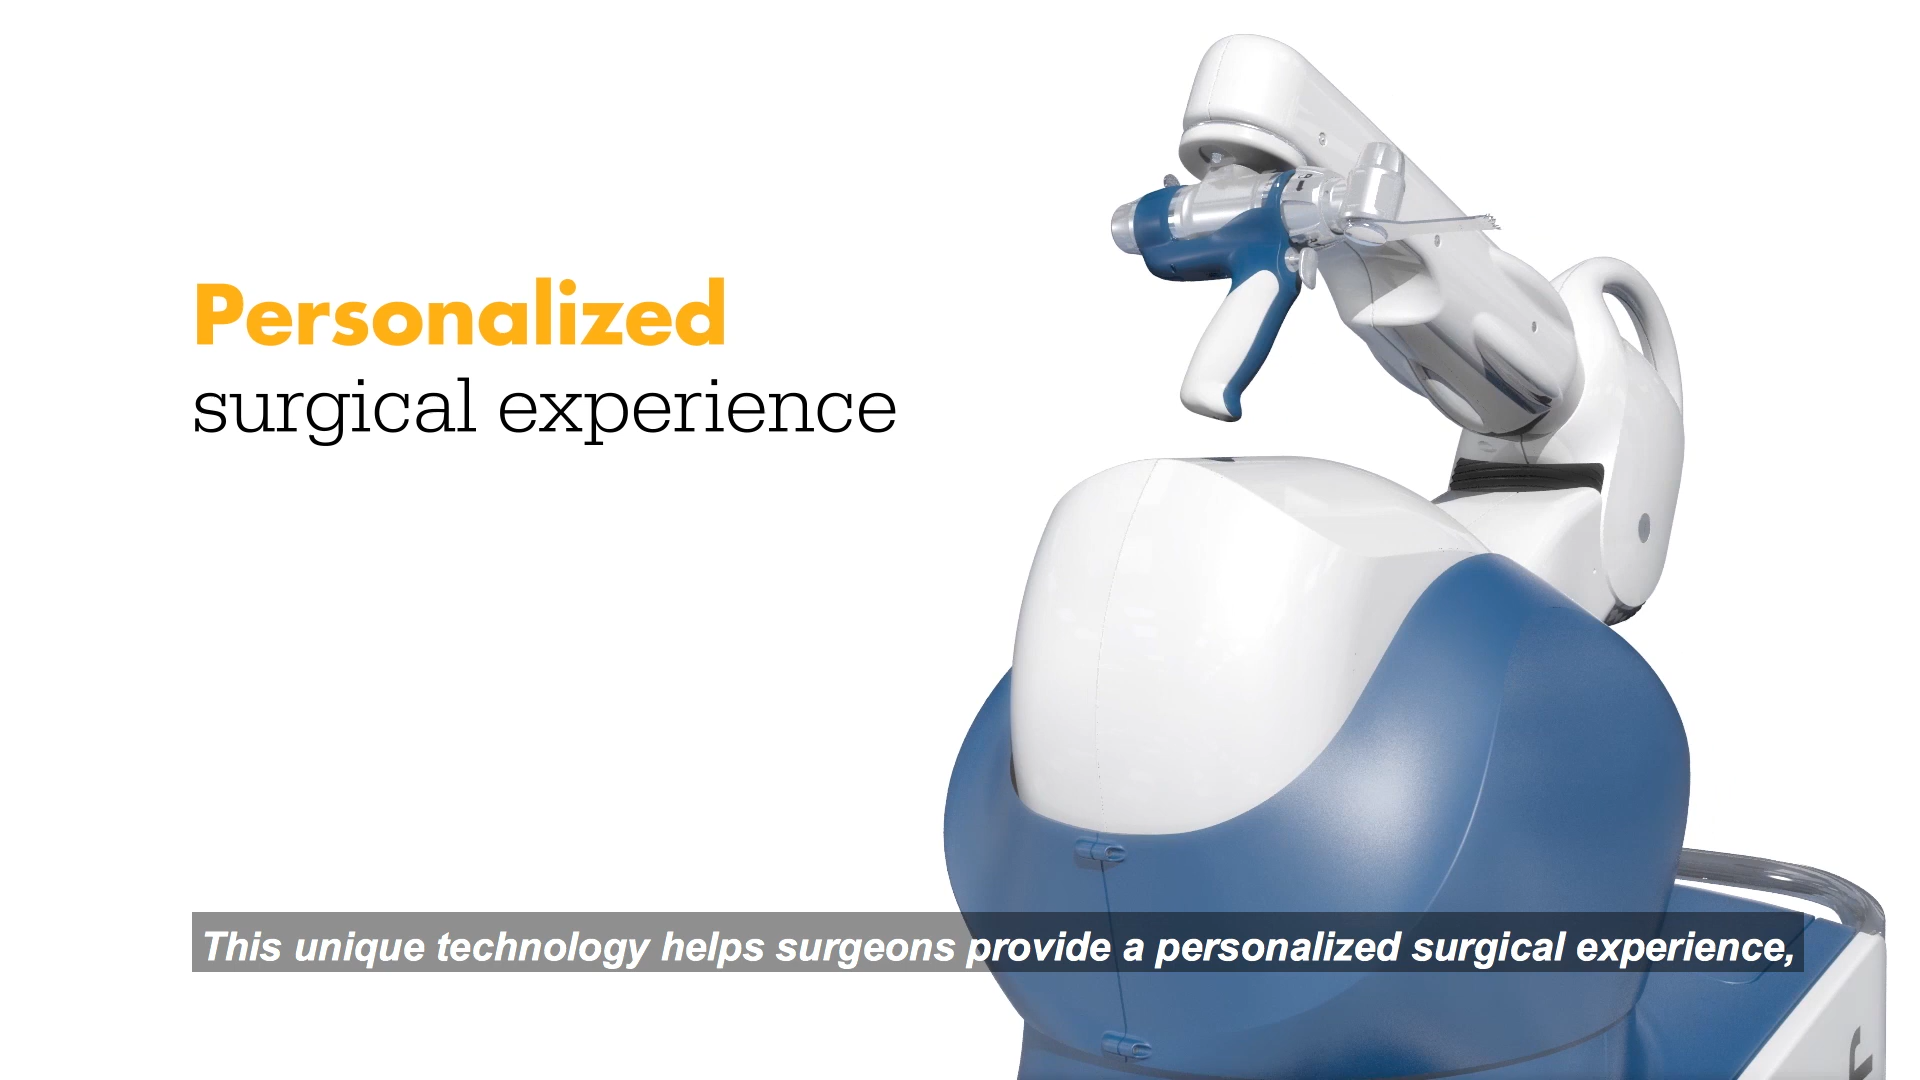 Personalized
surgical experience
This unique technology helps surgeons provide a personalized surgical experience,